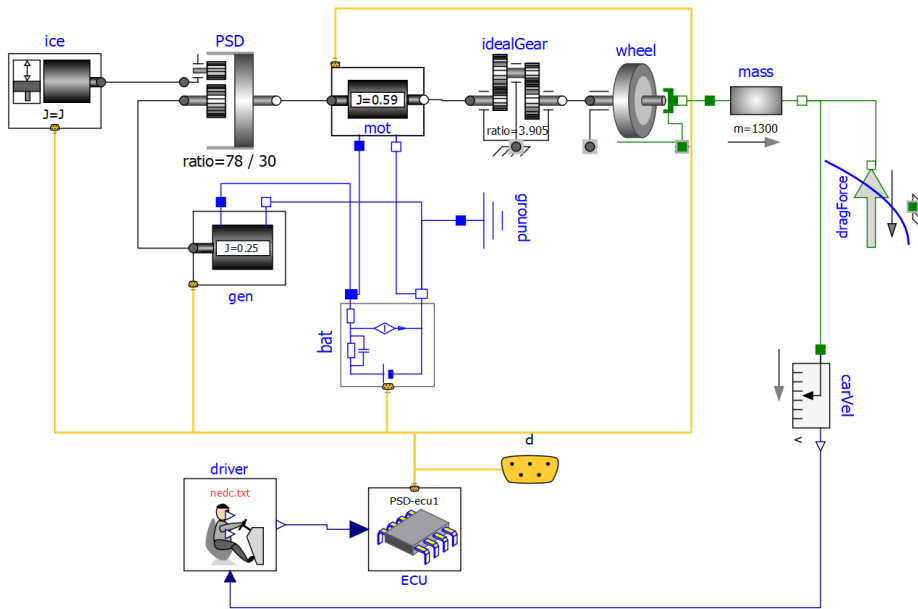 ice
PSD
idealGear
wheel
mass
J=J
J=0.59
mot
ratio=3.905
m=1300
ratio=78 / 30
dragForce
ground
J=0.25
gen
bat
carVel
v
d
driver
nedc.txt
PSD-ecu1
ECU